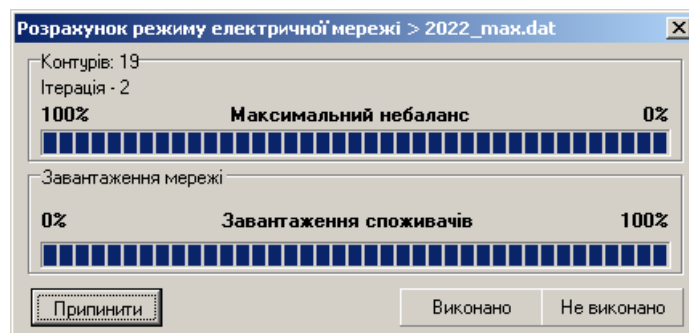 Розрахунок режиму електричної мережі > 2022_max.dat
Контурів: 19
Ітерація - 2
100% Максимальний небаланс 0%
Завантаження мережі
0% Завантаження споживачів 100%
Припинити Виконано Не виконано